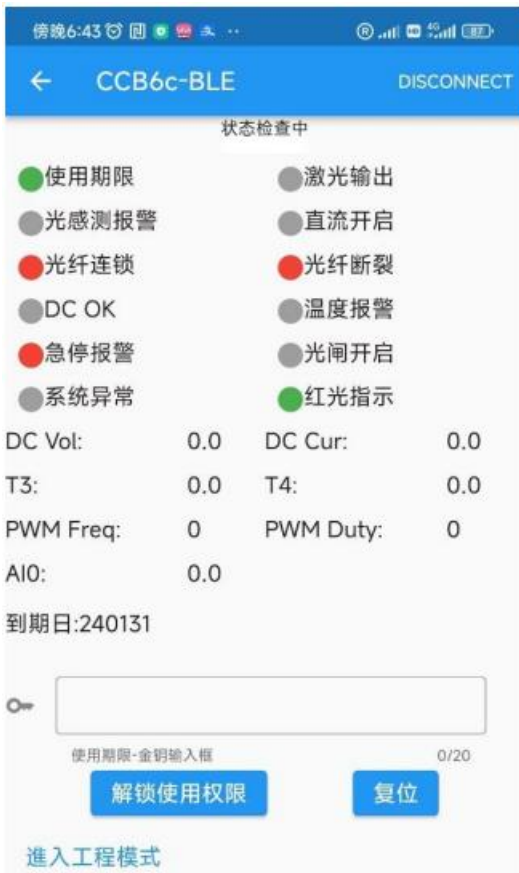 傍晚6:43
CCB6c-BLE DISCONNECT
状态检查中
使用期限 激光输出
光感测报警 直流开启
光纤连锁 光纤断裂
DC OK 温度报警
急停报警 光闸开启
系统异常 红光指示
DC Vol: 0.0 DC Cur: 0.0
T3: 0.0 T4: 0.0
PWM Freq: 0 PWM Duty: 0
AI0: 0.0
到期日:240131
使用期限-金钥输入框 0/20
解锁使用权限 复位
進入工程模式